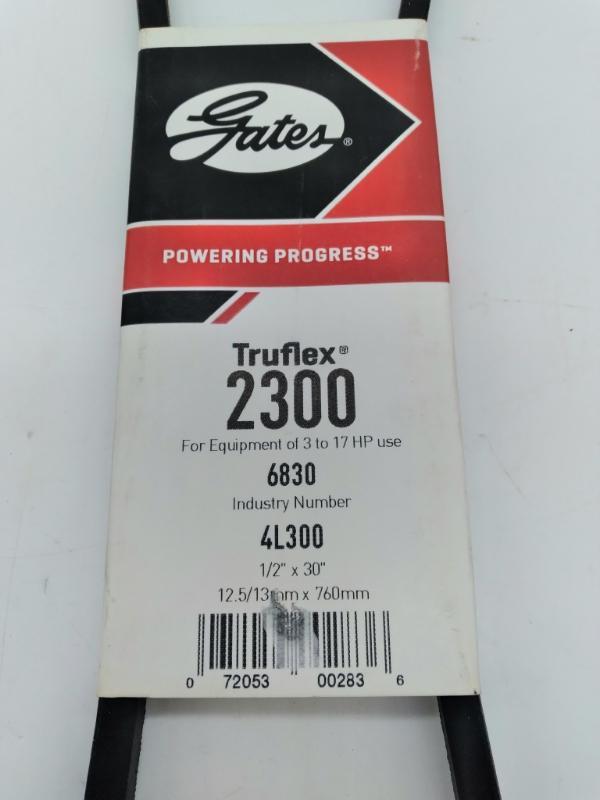 Gates®
POWERING PROGRESS™
Truflex®
2300
For Equipment of 3 to 17 HP use
6830
Industry Number
4L300
1/2" x 30"
12.5/13mm x 760mm
0 72053 00283 6